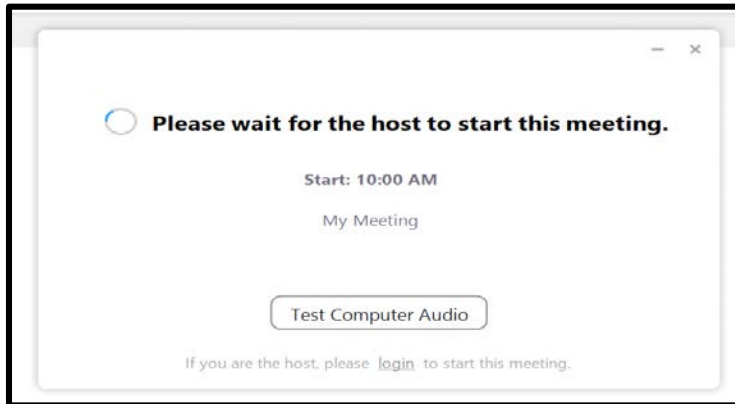 Please wait for the host to start this meeting.
Start: 10:00 AM
My Meeting
Test Computer Audio
If you are the host, please login to start this meeting.